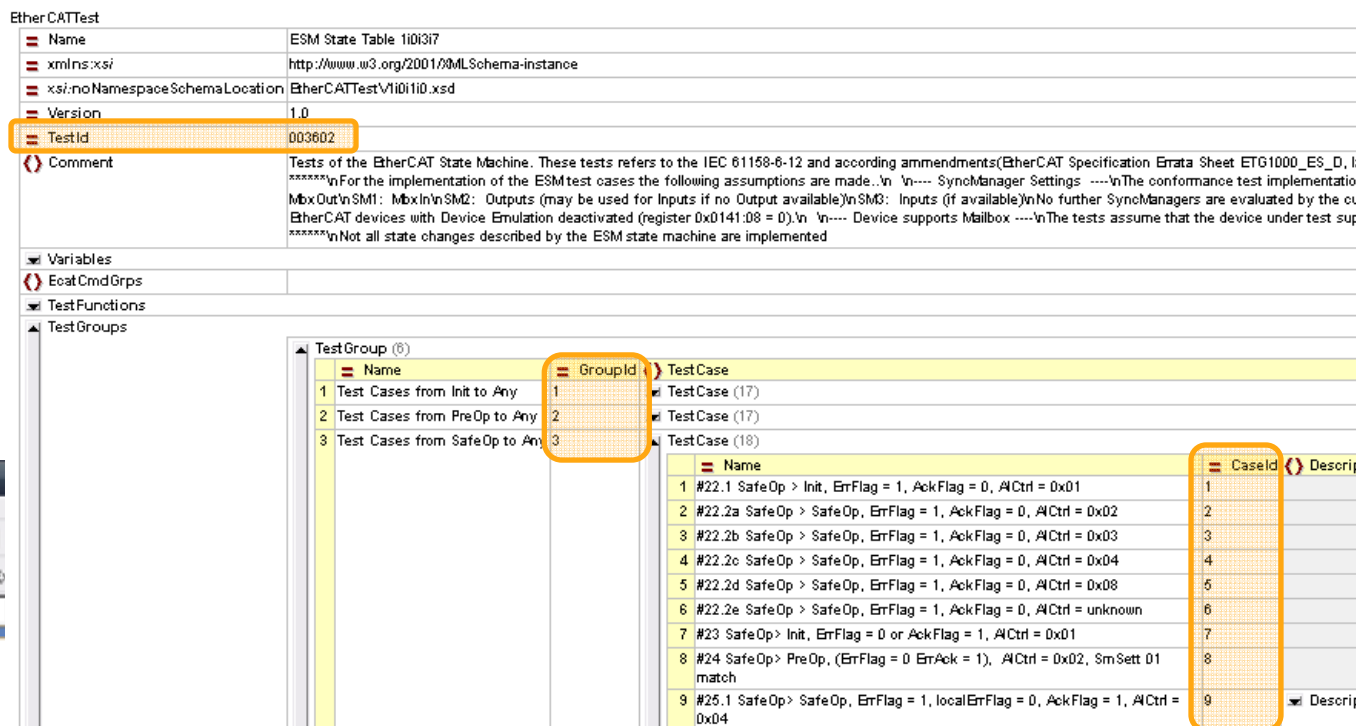 EtherCATTest
Name ESM State Table 1i0i3i7
xmlns:xsi http://www.w3.org/2001/XMLSchema-instance
xsi:noNamespaceSchemaLocation EtherCATTestV1i0i1i0.xsd
Version 1.0
TestId 003602
Comment Tests of the EtherCAT State Machine. These tests refers to the IEC 61158-6-12 and according ammendments(EtherCAT Specification Errata Sheet ETG1000_ES_D,
******\nFor the implementation of the ESM test cases the following assumptions are made..\n \n---- SyncManager Settings ----\nThe conformance test implementatio
MbxOut\nSM1: MbxIn\nSM2: Outputs (may be used for Inputs if no Output available)\nSM3: Inputs (if available)\nNo further SyncManagers are evaluated by the cu
EtherCAT devices with Device Emulation deactivated (register 0x0141:08 = 0).\n \n---- Device supports Mailbox ----\nThe tests assume that the device under test sup
******\nNot all state changes described by the ESM state machine are implemented
Variables
EcatCmdGrps
TestFunctions
TestGroups
TestGroup (6)
Name GroupId TestCase
1 Test Cases from Init to Any 1 TestCase (17)
2 Test Cases from PreOp to Any 2 TestCase (17)
3 Test Cases from SafeOp to Any 3 TestCase (18)
Name CaseId Descrip
1 #22.1 SafeOp > Init, ErrFlag = 1, AckFlag = 0, AlCtrl = 0x01 1
2 #22.2a SafeOp > SafeOp, ErrFlag = 1, AckFlag = 0, AlCtrl = 0x02 2
3 #22.2b SafeOp > SafeOp, ErrFlag = 1, AckFlag = 0, AlCtrl = 0x03 3
4 #22.2c SafeOp > SafeOp, ErrFlag = 1, AckFlag = 0, AlCtrl = 0x04 4
5 #22.2d SafeOp > SafeOp, ErrFlag = 1, AckFlag = 0, AlCtrl = 0x08 5
6 #22.2e SafeOp > SafeOp, ErrFlag = 1, AckFlag = 0, AlCtrl = unknown 6
7 #23 SafeOp> Init, ErrFlag = 0 or AckFlag = 1, AlCtrl = 0x01 7
8 #24 SafeOp> PreOp, (ErrFlag = 0 ErrAck = 1), AlCtrl = 0x02, SmSett 01 8
match
9 #25.1 SafeOp> SafeOp, ErrFlag = 1, localErrFlag = 0, AckFlag = 1, AlCtrl = 9 Descrip
0x04